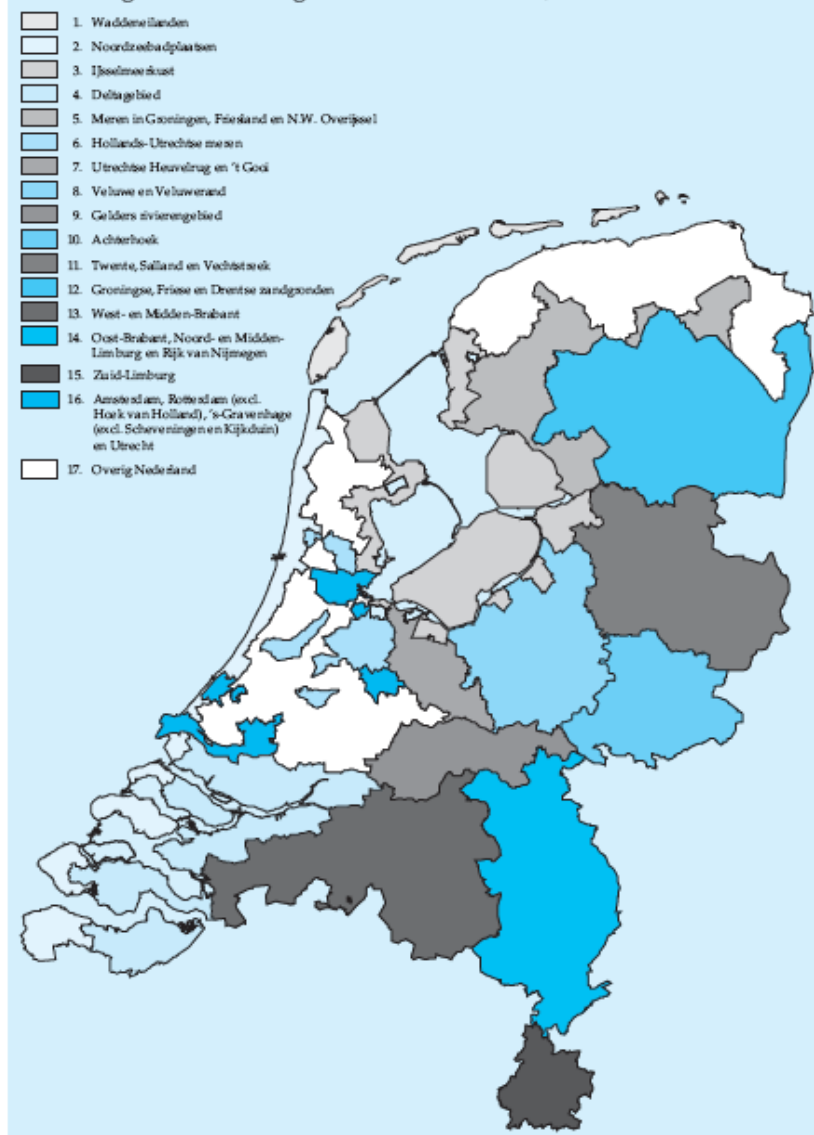 1. Waddeneilanden
2. Noordzeebadplaatsen
3. IJsselmeerkust
4. Deltagebied
5. Meren in Groningen, Friesland en N.W. Overijssel
6. Hollands-Utrechtse meren
7. Utrechtse Heuvelrug en 't Gooi
8. Veluwe en Veluwerand
9. Gelders rivierengebied
10. Achterhoek
11. Twente, Salland en Vechtstreek
12. Groningse, Friese en Drentse zandgronden
13. West- en Midden-Brabant
14. Oost-Brabant, Noord- en Midden-
Limburg en Rijk van Nijmegen
15. Zuid-Limburg
16. Amsterdam, Rotterdam (excl.
Hoek van Holland), 's-Gravenhage
(excl. Scheveningen en Kijkduin)
en Utrecht
17. Overig Nederland